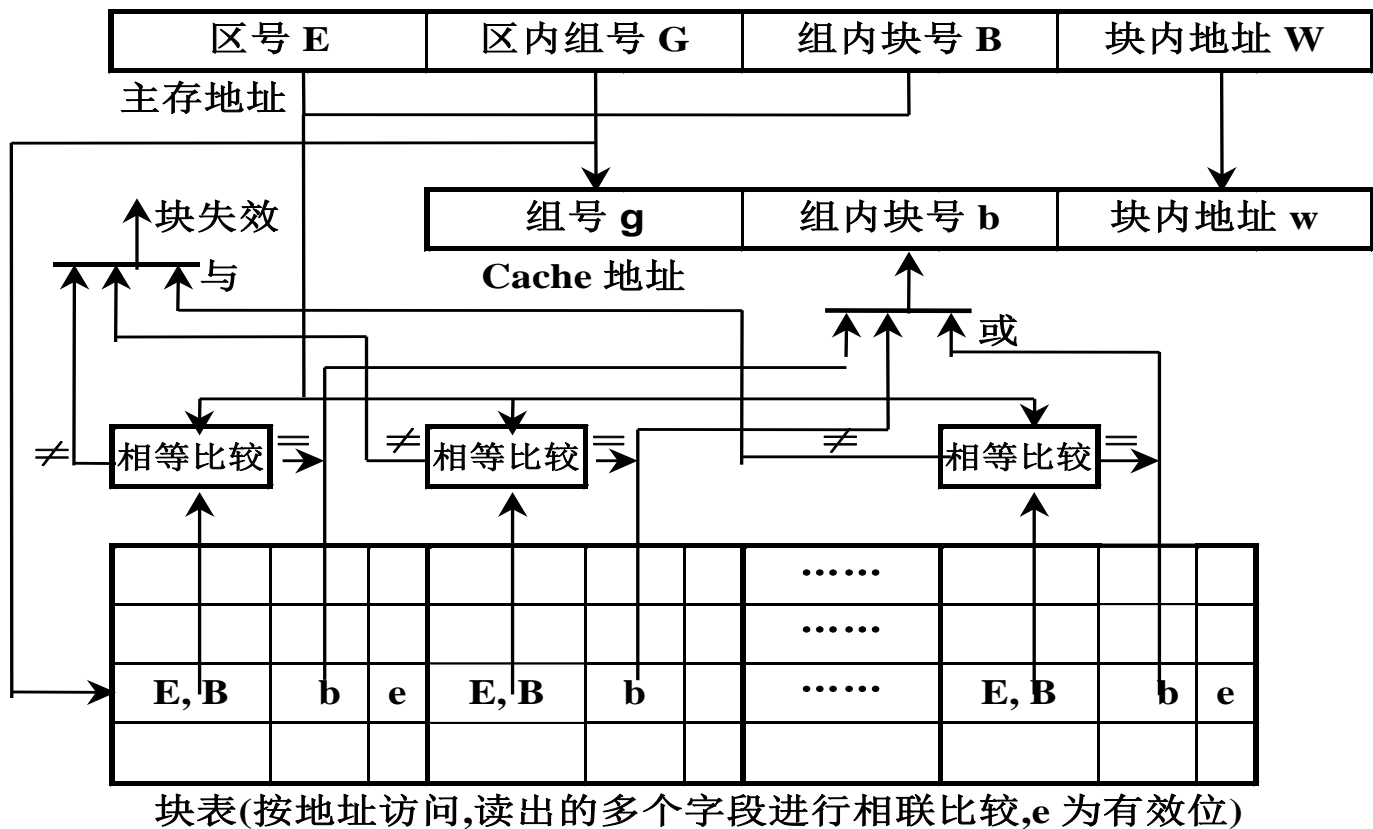 区号 E 区内组号 G 组内块号 B 块内地址 W
主存地址
块失效 组号 g 组内块号 b 块内地址 w
与 Cache 地址
或
≠ 相等比较 = ≠ 相等比较 = ≠ 相等比较 =
……
……
E, B b e E, B b …… E, B b e
块表(按地址访问,读出的多个字段进行相联比较,e 为有效位)